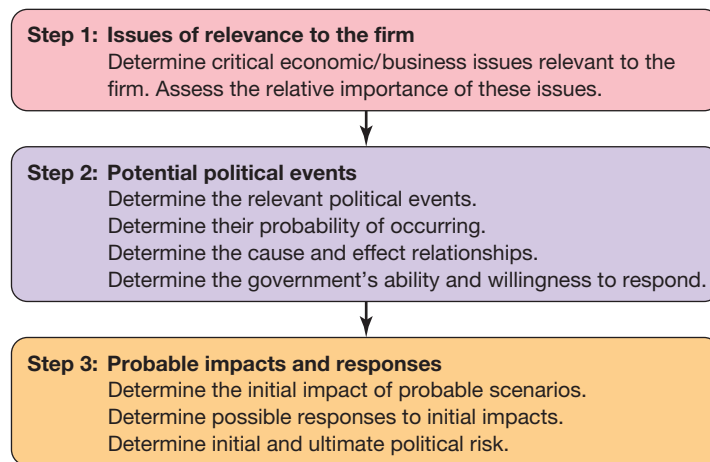 Step 1: Issues of relevance to the firm
Determine critical economic/business issues relevant to the
firm. Assess the relative importance of these issues.
Step 2: Potential political events
Determine the relevant political events.
Determine their probability of occurring.
Determine the cause and effect relationships.
Determine the government's ability and willingness to respond.
Step 3: Probable impacts and responses
Determine the initial impact of probable scenarios.
Determine possible responses to initial impacts.
Determine initial and ultimate political risk.